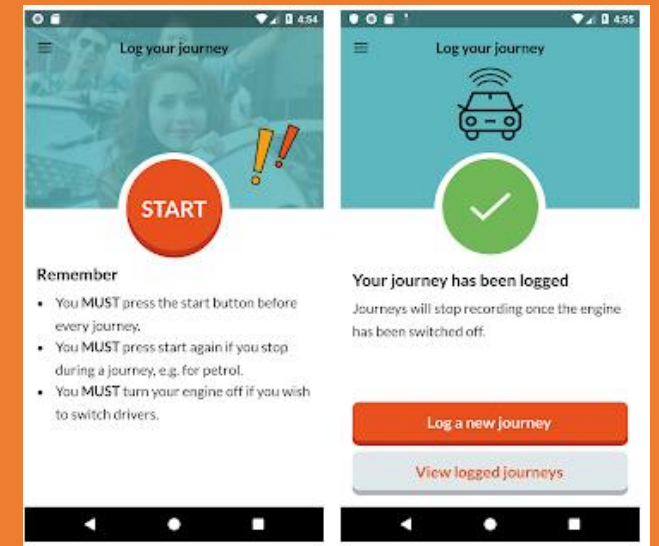 4:54
Log your journey
START
Remember
• You MUST press the start button before
every journey.
• You MUST press start again if you stop
during a journey, e.g. for petrol.
• You MUST turn your engine off if you wish
to switch drivers.
4:55
Log your journey
Your journey has been logged
Journeys will stop recording once the engine
has been switched off.
Log a new journey
View logged journeys